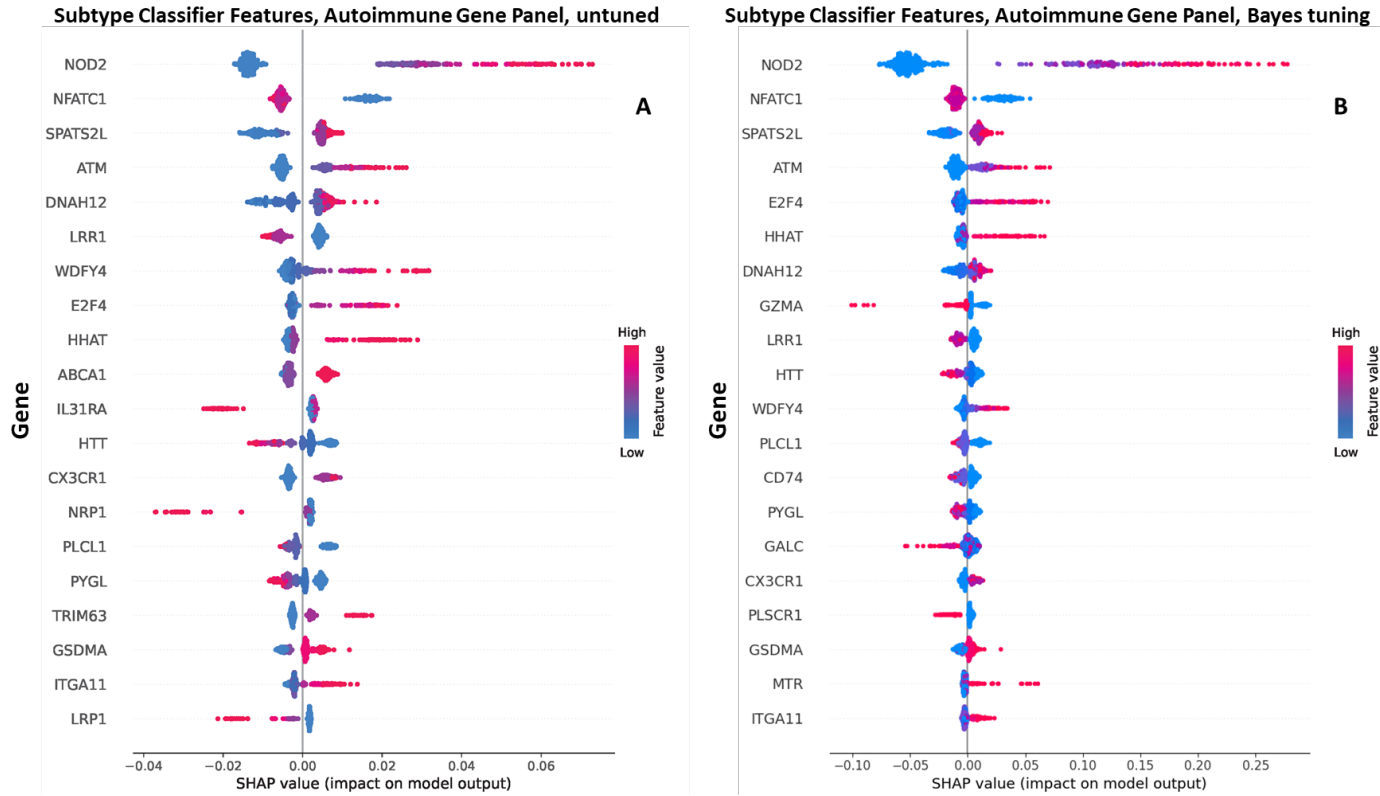 Subtype Classifier Features, Autoimmune Gene Panel, untuned
A
Gene
NOD2
NFATC1
SPATS2L
ATM
DNAH12
LRR1
WDFY4
E2F4
HHAT
ABCA1
IL31RA
HTT
CX3CR1
NRP1
PLCL1
PYGL
TRIM63
GSDMA
ITGA11
LRP1
High
Feature value
Low
−0.04 −0.02 0.00 0.02 0.04 0.06
SHAP value (impact on model output)
Subtype Classifier Features, Autoimmune Gene Panel, Bayes tuning
B
Gene
NOD2
NFATC1
SPATS2L
ATM
E2F4
HHAT
DNAH12
GZMA
LRR1
HTT
WDFY4
PLCL1
CD74
PYGL
GALC
CX3CR1
PLSCR1
GSDMA
MTR
ITGA11
High
Feature value
Low
−0.10 −0.05 0.00 0.05 0.10 0.15 0.20 0.25
SHAP value (impact on model output)